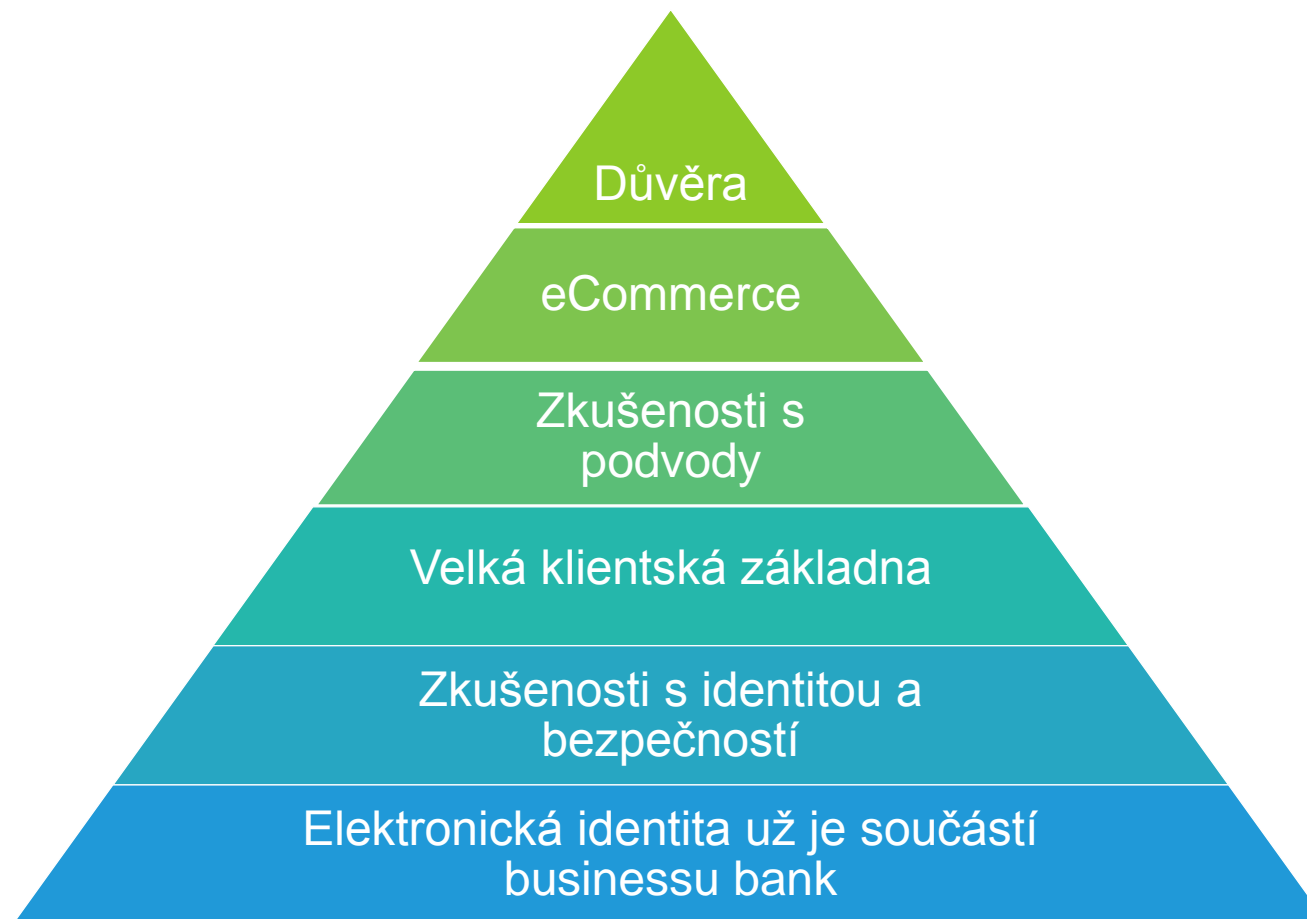 Důvěra
eCommerce
Zkušenosti s
podvody
Velká klientská základna
Zkušenosti s identitou a
bezpečností
Elektronická identita už je součástí
businessu bank